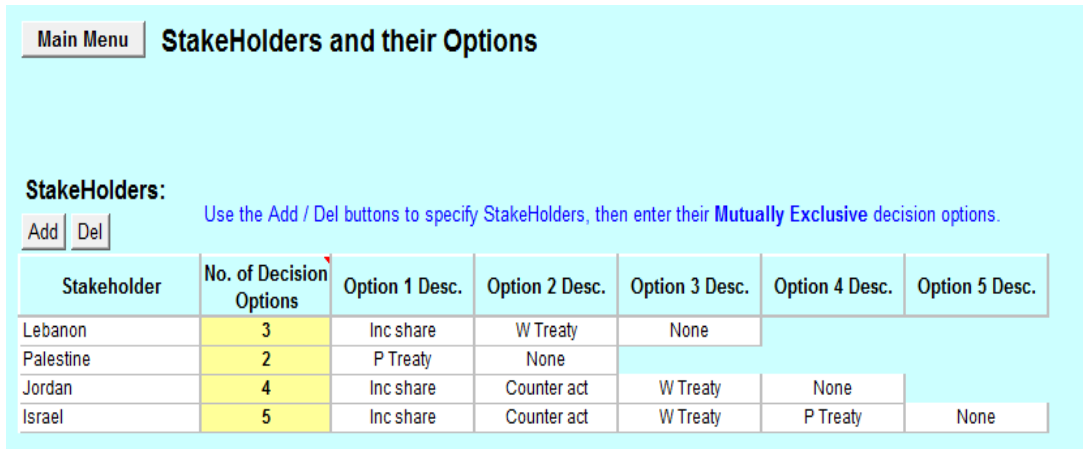 Main Menu StakeHolders and their Options
StakeHolders:
Add Del Use the Add / Del buttons to specify StakeHolders, then enter their Mutually Exclusive decision options.
Stakeholder No. of Decision Options Option 1 Desc. Option 2 Desc. Option 3 Desc. Option 4 Desc. Option 5 Desc.
Lebanon 3 Inc share W Treaty None
Palestine 2 P Treaty None
Jordan 4 Inc share Counter act W Treaty None
Israel 5 Inc share Counter act W Treaty P Treaty None